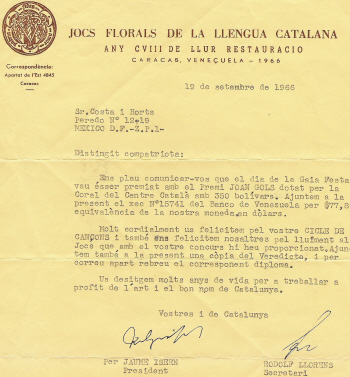 JOCS FLORALS DE LA LLENGUA CATALANA
ANY CVIII DE LLUR RESTAURACIO
CARACAS, VENEÇUELA - 1966
Correspondència:
Apartat de l'Est 4845
Caracas
19 de setembre de 1966
Sr. Costa i Horts
Peredo Nº 12-19
MEXICO D.F.-Z.P.1-
Distingit compatriota:
Ens plau comunicar-vos que el dia de la Gaia Festa
vau ésser premiat amb el Premi JOAN GOLS dotat per la
Coral del Centre Català amb 350 bolívars. Ajuntem a la
present el xec Nº15741 del Banco de Venezuela per $77,8
equivalència de la nostra moneda en dòlars.
Molt cordialment us felicitem pel vostre CICLE DE
CANÇONS i també ens felicitem nosaltres pel lluïment al
Jocs que amb el vostre concurs hi heu proporcionat. Ajun
tem també a la present una còpia del Veredicte, i per
correu apart rebreu el corresponent diploma.
Us desitgem molts anys de vida per a treballar a
profit de l'art i el bon nom de Catalunya.
Vostres i de Catalunya
per JAUME ISERN
President
RODOLF LLORENS
Secretari